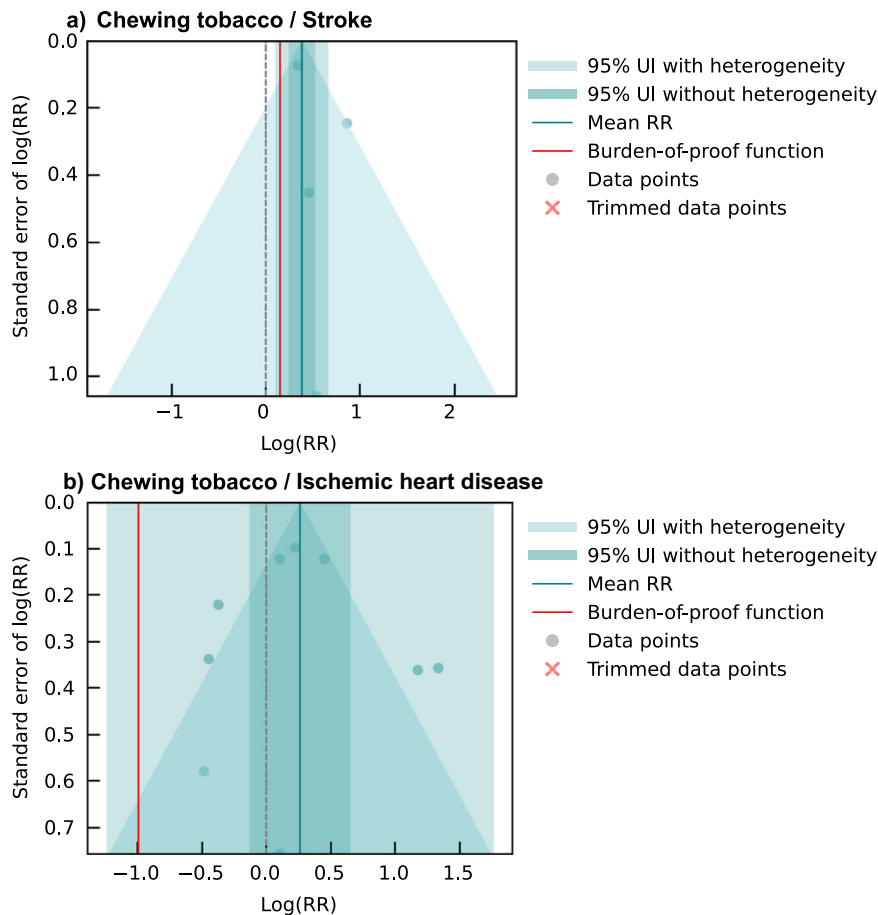 a) Chewing tobacco / Stroke
0.0
0.2
0.4
0.6
0.8
1.0
Standard error of log(RR)
−1
0
1
2
Log(RR)
95% UI with heterogeneity
95% UI without heterogeneity
Mean RR
Burden-of-proof function
Data points
Trimmed data points
b) Chewing tobacco / Ischemic heart disease
0.0
0.1
0.2
0.3
0.4
0.5
0.6
0.7
Standard error of log(RR)
−1.0
−0.5
0.0
0.5
1.0
1.5
Log(RR)
95% UI with heterogeneity
95% UI without heterogeneity
Mean RR
Burden-of-proof function
Data points
Trimmed data points